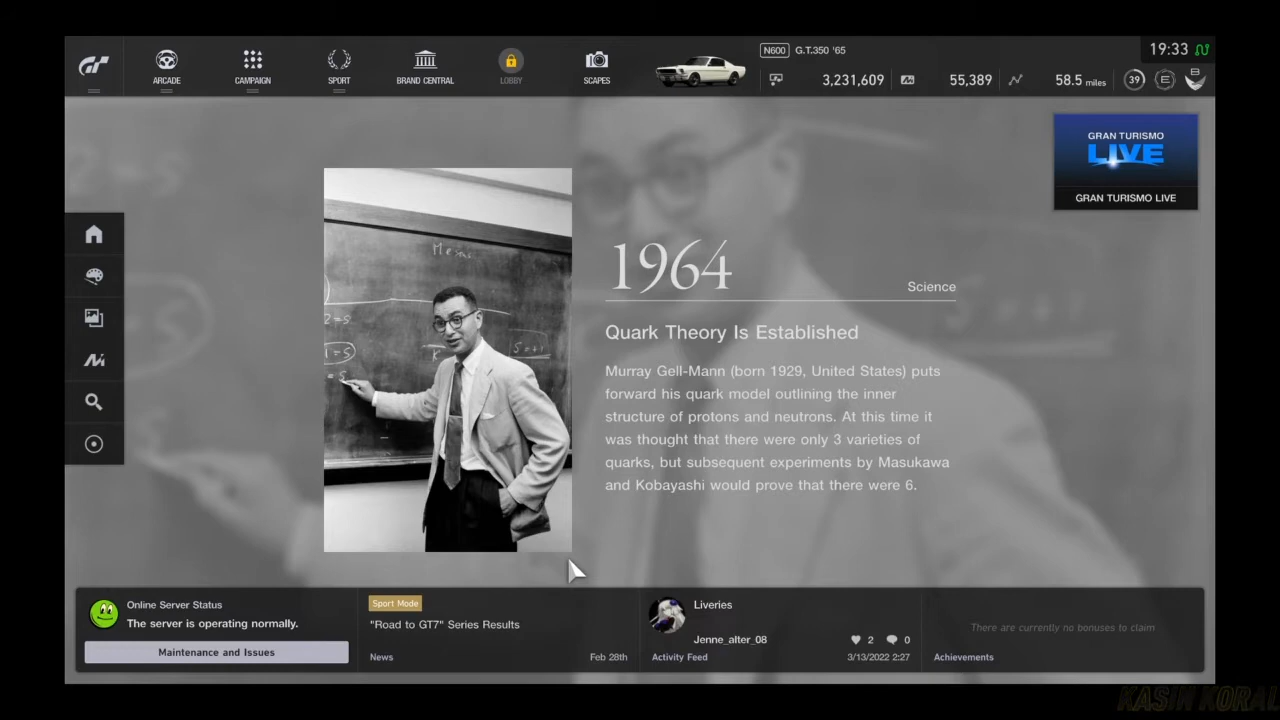 19:33
ARCADE
CAMPAIGN
SPORT
BRAND CENTRAL
LOBBY
SCAPES
N600 G.T.350 '65
3,231,609
55,389
58.5 miles
39
E
B
GRAN TURISMO
LIVE
GRAN TURISMO LIVE
1964
Science
Quark Theory Is Established
Murray Gell-Mann (born 1929, United States) puts
forward his quark model outlining the inner
structure of protons and neutrons. At this time it
was thought that there were only 3 varieties of
quarks, but subsequent experiments by Masukawa
and Kobayashi would prove that there were 6.
Online Server Status
The server is operating normally.
Maintenance and Issues
Sport Mode
"Road to GT7" Series Results
News
Feb 28th
Liveries
Jenne_alter_08
2
0
Activity Feed
3/13/2022 2:27
There are currently no bonuses to claim
Achievements
KASIN KORAL